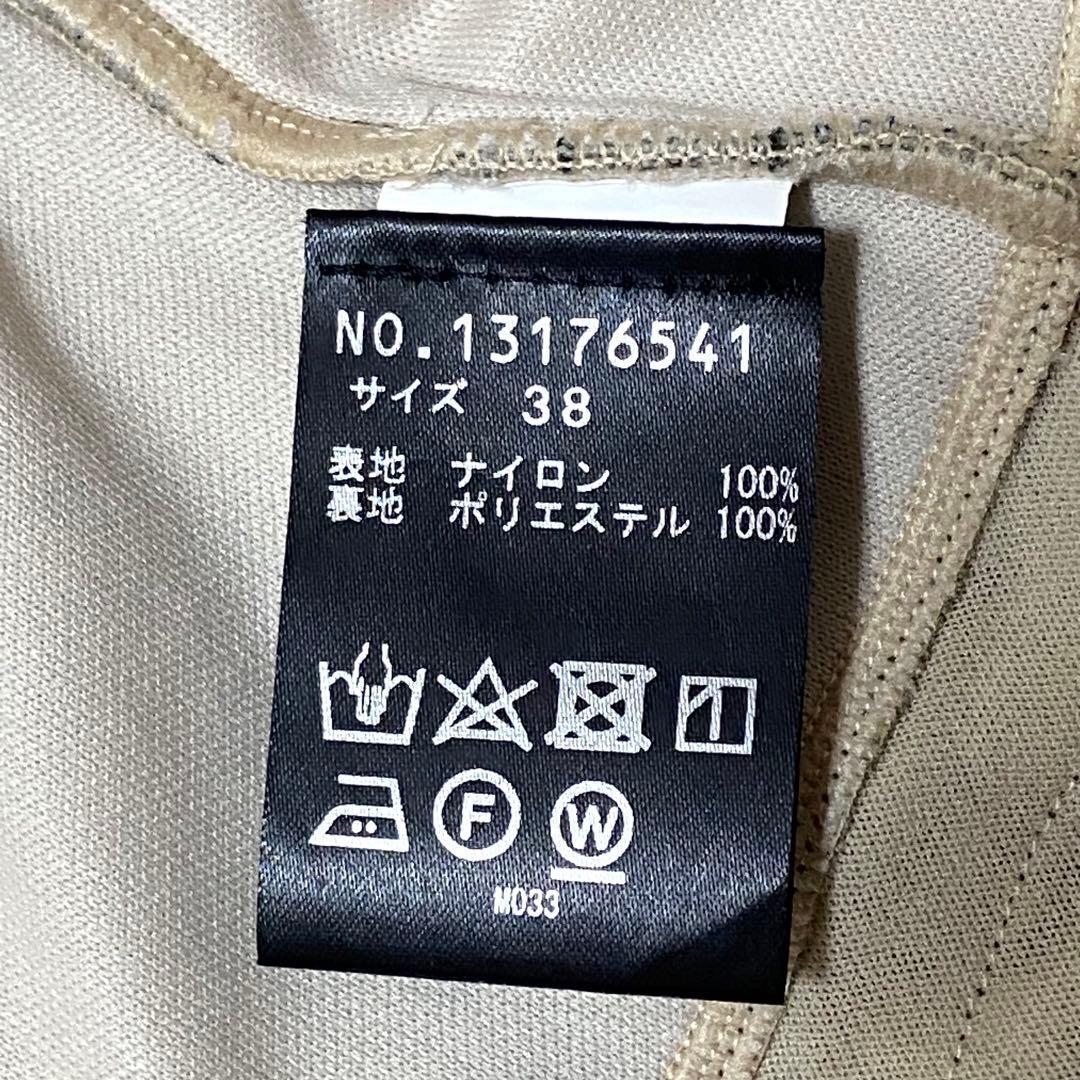 NO.13176541
サイズ 38
表地 ナイロン 100%
裏地 ポリエステル 100%
F W
M033